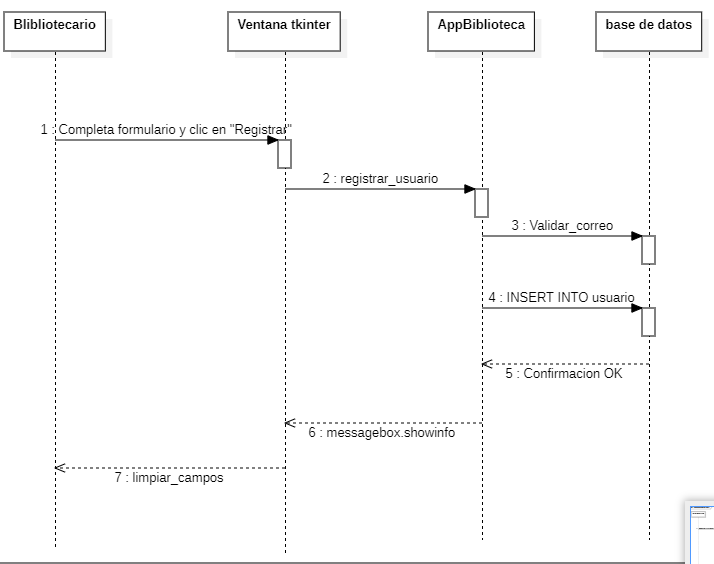 Blibliotecario
Ventana tkinter
AppBiblioteca
base de datos
1 : Completa formulario y clic en "Registrar"
2 : registrar_usuario
3 : Validar_correo
4 : INSERT INTO usuario
5 : Confirmacion OK
6 : messagebox.showinfo
7 : limpiar_campos